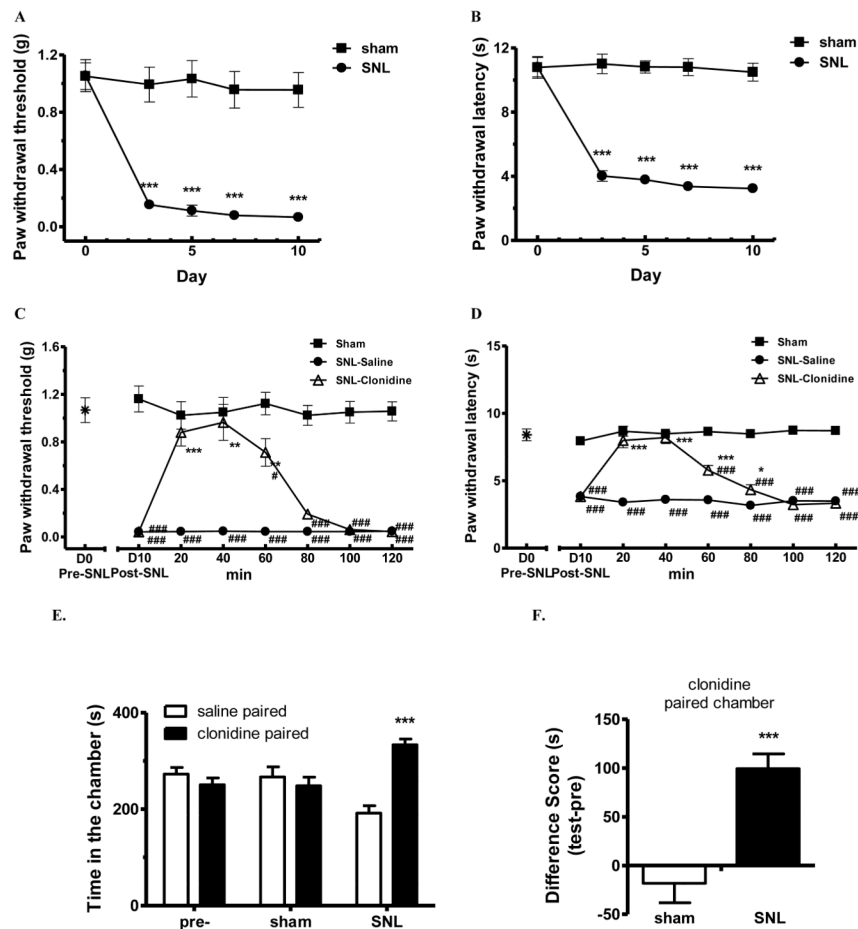 A
sham
SNL
Paw withdrawal threshold (g)
1.2
0.8
0.4
0.0
***
***
***
***
0
5
10
Day
B
sham
SNL
Paw withdrawal latency (s)
12
8
4
0
***
***
***
***
0
5
10
Day
C
Sham
SNL-Saline
SNL-Clonidine
Paw withdrawal threshold (g)
1.6
1.2
0.8
0.4
0.0
***
**
**
#
###
###
###
###
###
###
###
###
###
###
###
D0
D10
20
40
60
80
100
120
Pre-SNL
Post-SNL
min
D
Sham
SNL-Saline
SNL-Clonidine
Paw withdrawal latency (s)
15
10
5
0
***
***
***
###
*
###
###
###
###
###
###
###
###
###
###
###
###
D0
D10
20
40
60
80
100
120
Pre-SNL
Post-SNL
min
E.
saline paired
clonidine paired
Time in the chamber (s)
400
200
0
***
pre-
sham
SNL
F.
clonidine
paired chamber
Difference Score (s)
(test-pre)
150
100
50
0
-50
***
sham
SNL